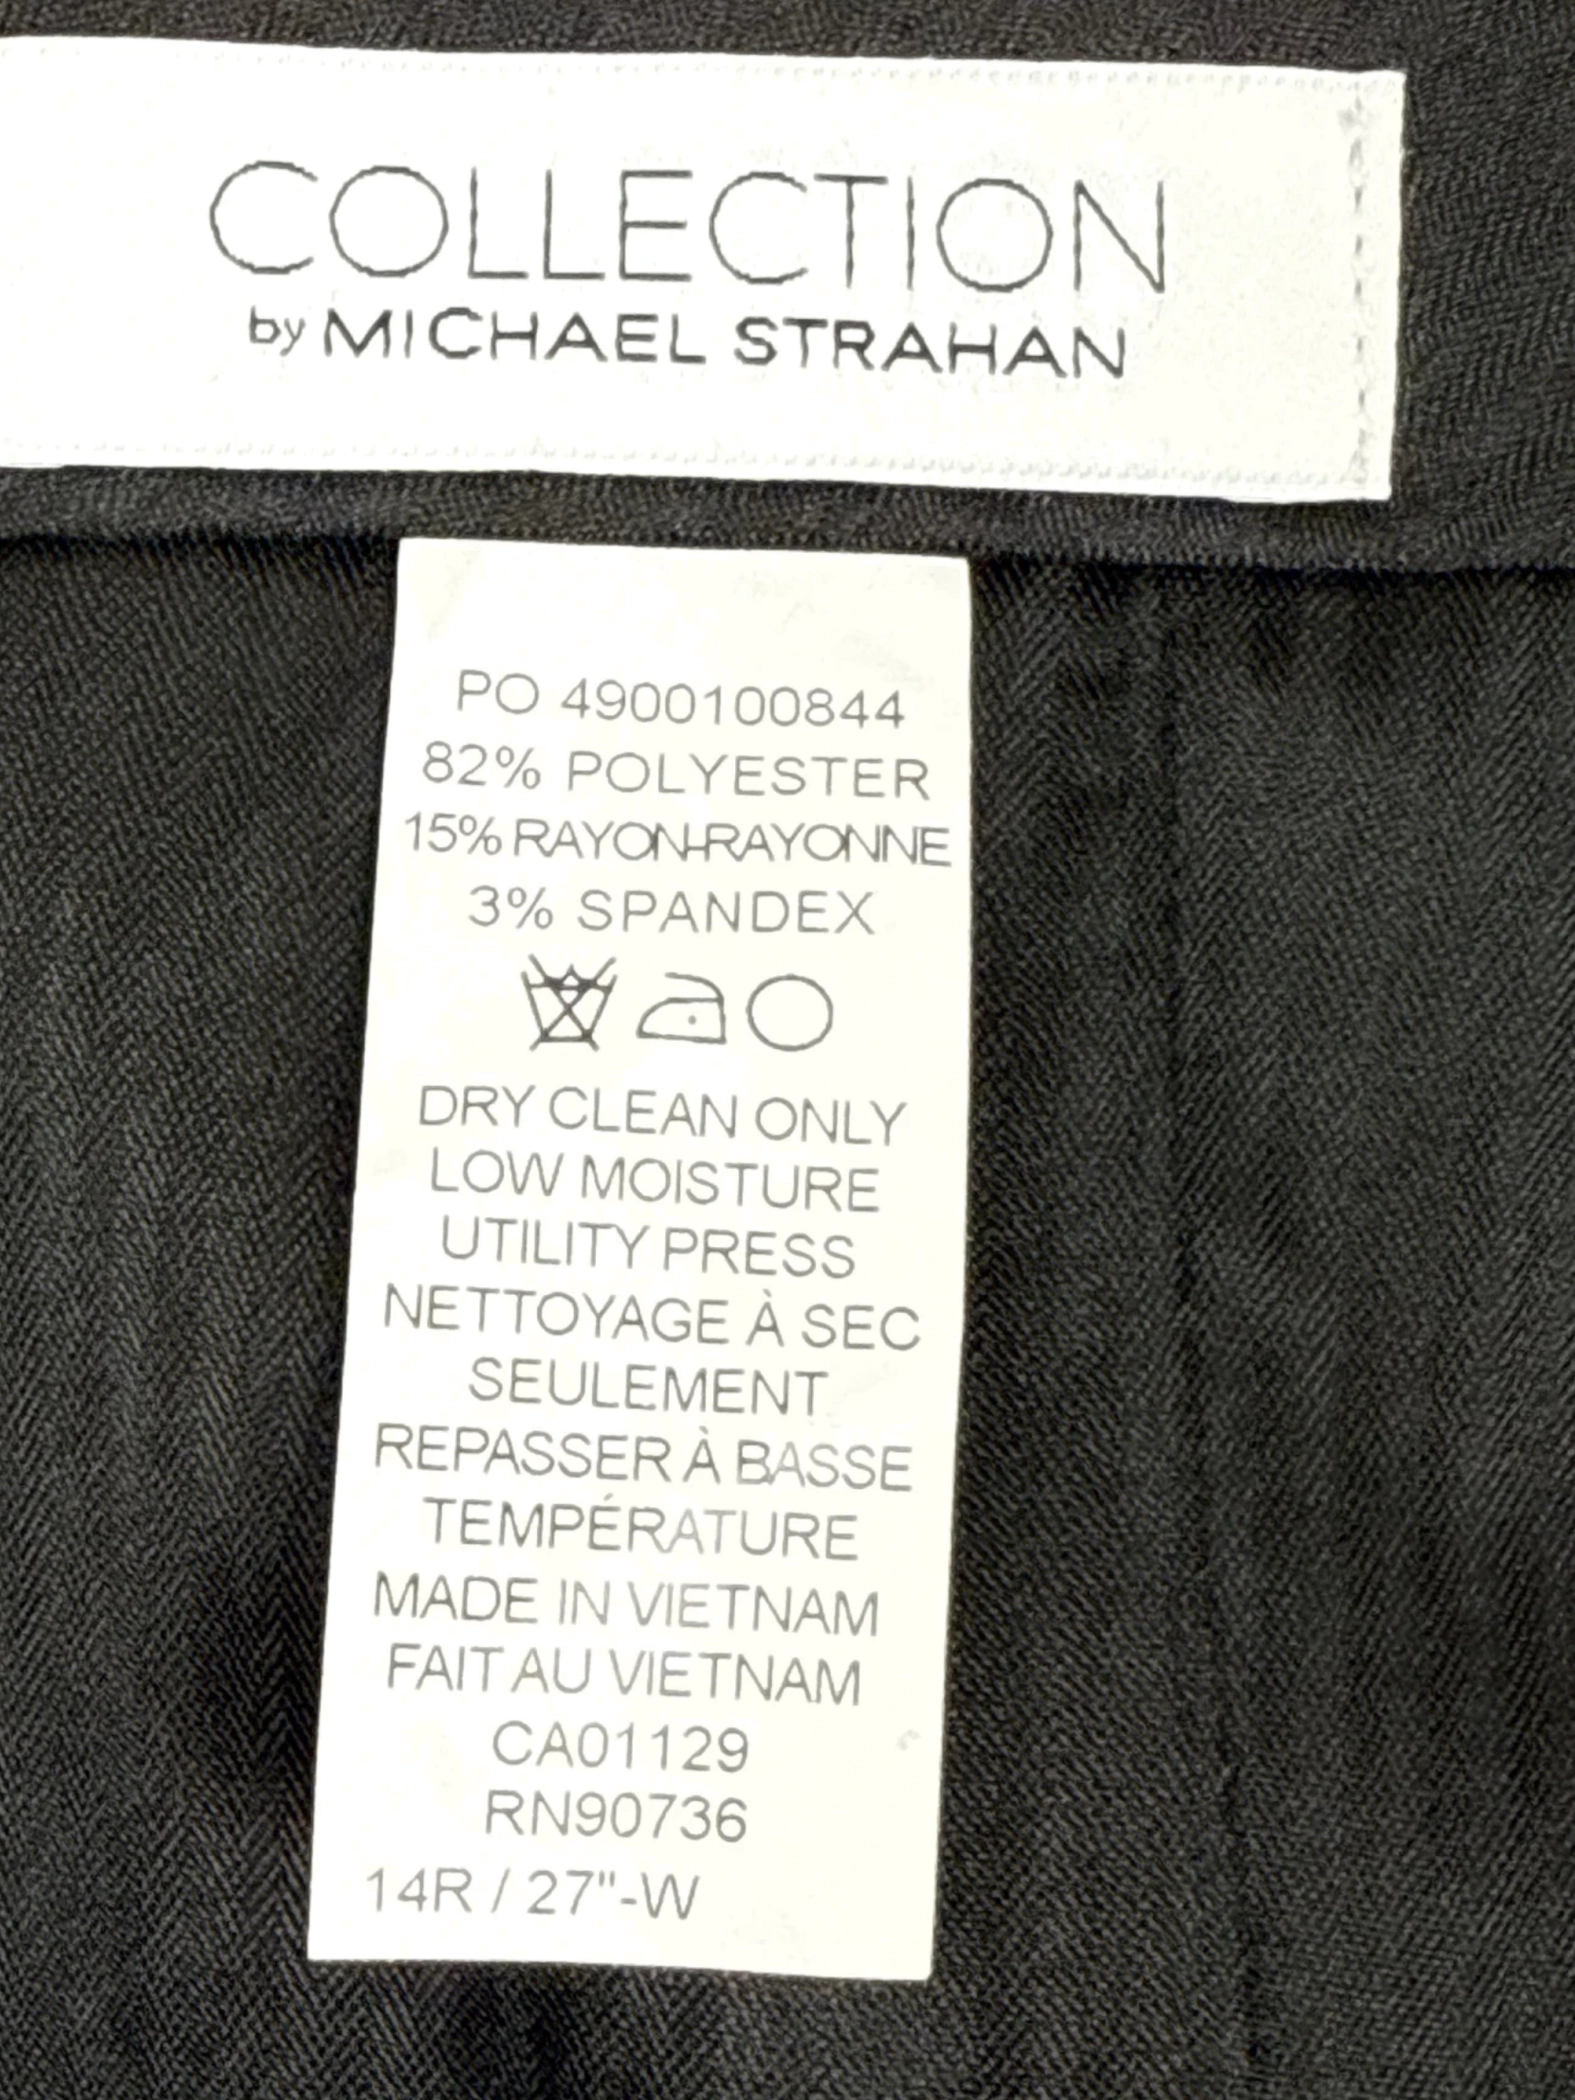 COLLECTION
by MICHAEL STRAHAN
PO 4900100844
82% POLYESTER
15% RAYON-RAYONNE
3% SPANDEX
DRY CLEAN ONLY
LOW MOISTURE
UTILITY PRESS
NETTOYAGE À SEC
SEULEMENT
REPASSER À BASSE
TEMPÉRATURE
MADE IN VIETNAM
FAIT AU VIETNAM
CA01129
RN90736
14R / 27"-W